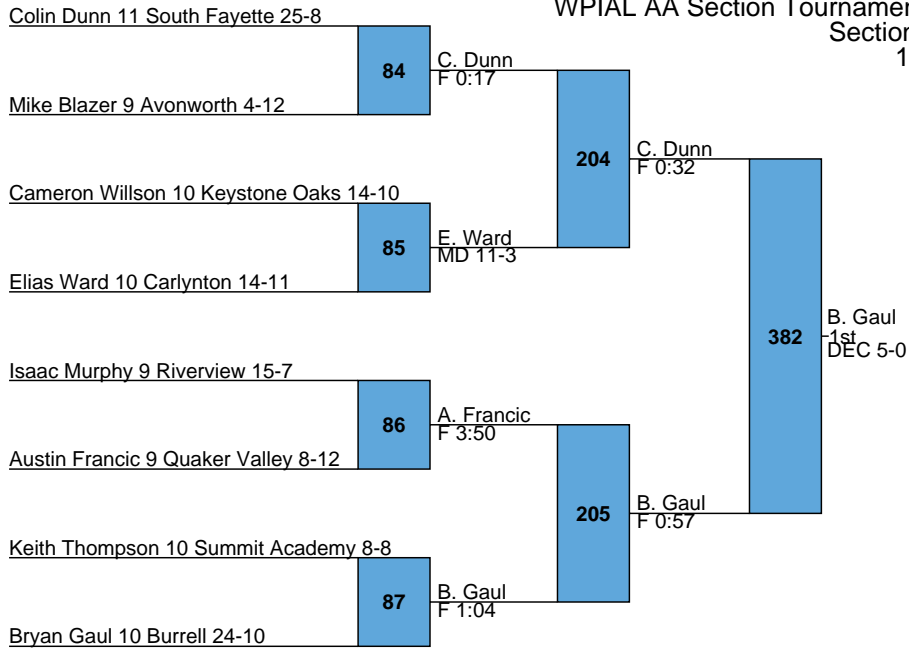 WPIAL AA Section Tournamen
Section
1
Colin Dunn 11 South Fayette 25-8
84
C. Dunn
F 0:17
Mike Blazer 9 Avonworth 4-12
204
C. Dunn
F 0:32
Cameron Willson 10 Keystone Oaks 14-10
85
E. Ward
MD 11-3
Elias Ward 10 Carlynton 14-11
382
B. Gaul
1st
DEC 5-0
Isaac Murphy 9 Riverview 15-7
86
A. Francic
F 3:50
Austin Francic 9 Quaker Valley 8-12
205
B. Gaul
F 0:57
Keith Thompson 10 Summit Academy 8-8
87
B. Gaul
F 1:04
Bryan Gaul 10 Burrell 24-10